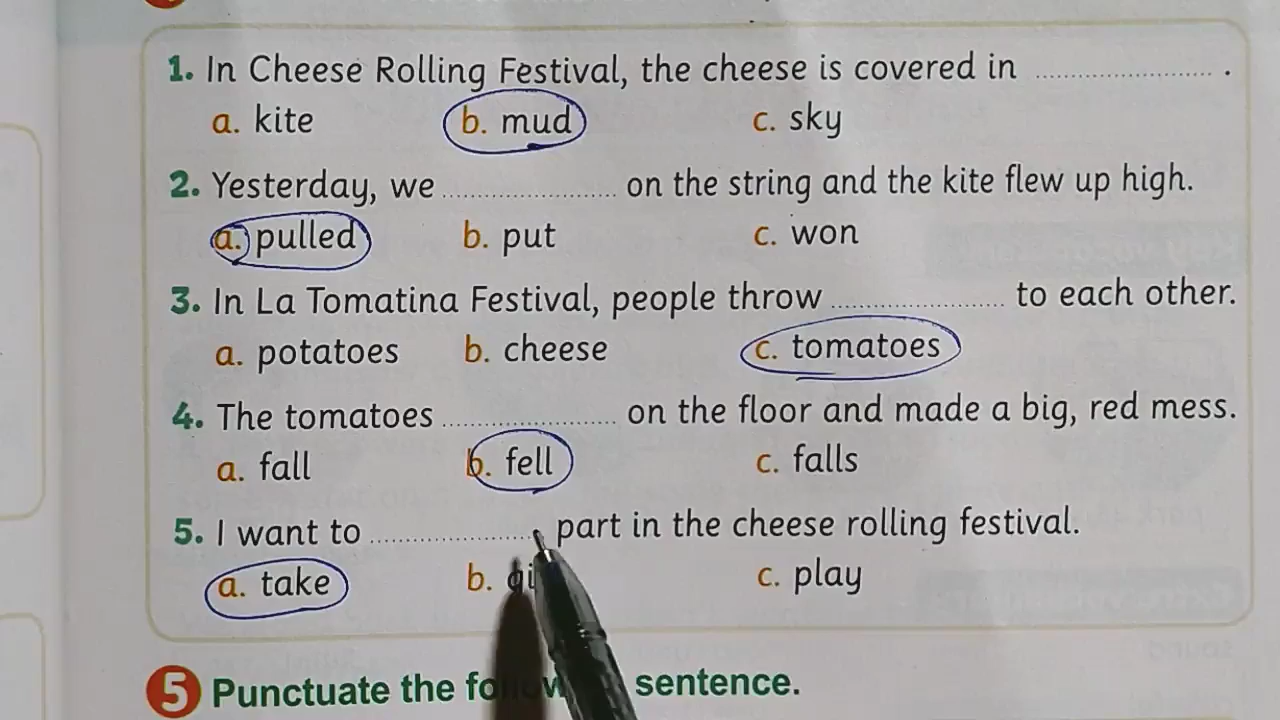 1. In Cheese Rolling Festival, the cheese is covered in .................... .
a. kite b. mud c. sky
2. Yesterday, we .................... on the string and the kite flew up high.
a. pulled b. put c. won
3. In La Tomatina Festival, people throw .................... to each other.
a. potatoes b. cheese c. tomatoes
4. The tomatoes .................... on the floor and made a big, red mess.
a. fall b. fell c. falls
5. I want to .................... part in the cheese rolling festival.
a. take b. c. play
5 Punctuate the sentence.